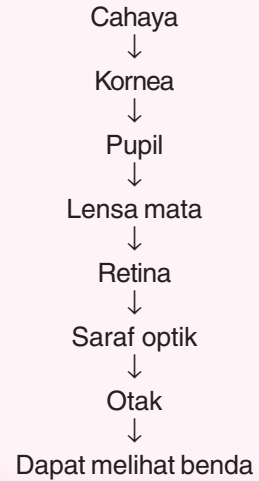 Cahaya
↓
Kornea
↓
Pupil
↓
Lensa mata
↓
Retina
↓
Saraf optik
↓
Otak
↓
Dapat melihat benda